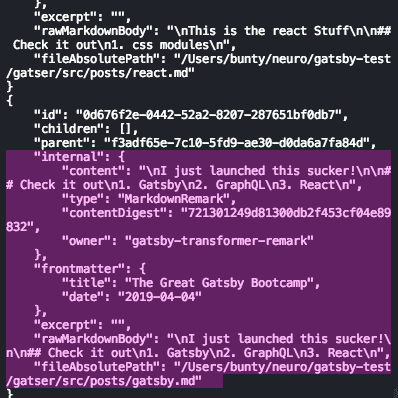 },
"excerpt": "",
"rawMarkdownBody": "\nThis is the react Stuff\n\n##
Check it out\n1. css modules\n",
"fileAbsolutePath": "/Users/bunty/neuro/gatsby-test
/gatser/src/posts/react.md"
}
{
"id": "0d676f2e-0442-52a2-8207-287651bf0db7",
"children": [],
"parent": "f3adf65e-7c10-5fd9-ae30-d0da6a7fa84d",
"internal": {
"content": "\nI just launched this sucker!\n\n#
# Check it out\n1. Gatsby\n2. GraphQL\n3. React\n",
"type": "MarkdownRemark",
"contentDigest": "721301249d81300db2f453cf04e89
832",
"owner": "gatsby-transformer-remark"
},
"frontmatter": {
"title": "The Great Gatsby Bootcamp",
"date": "2019-04-04"
},
"excerpt": "",
"rawMarkdownBody": "\nI just launched this sucker!\
n\n## Check it out\n1. Gatsby\n2. GraphQL\n3. React\n",
"fileAbsolutePath": "/Users/bunty/neuro/gatsby-test
/gatser/src/posts/gatsby.md"
}